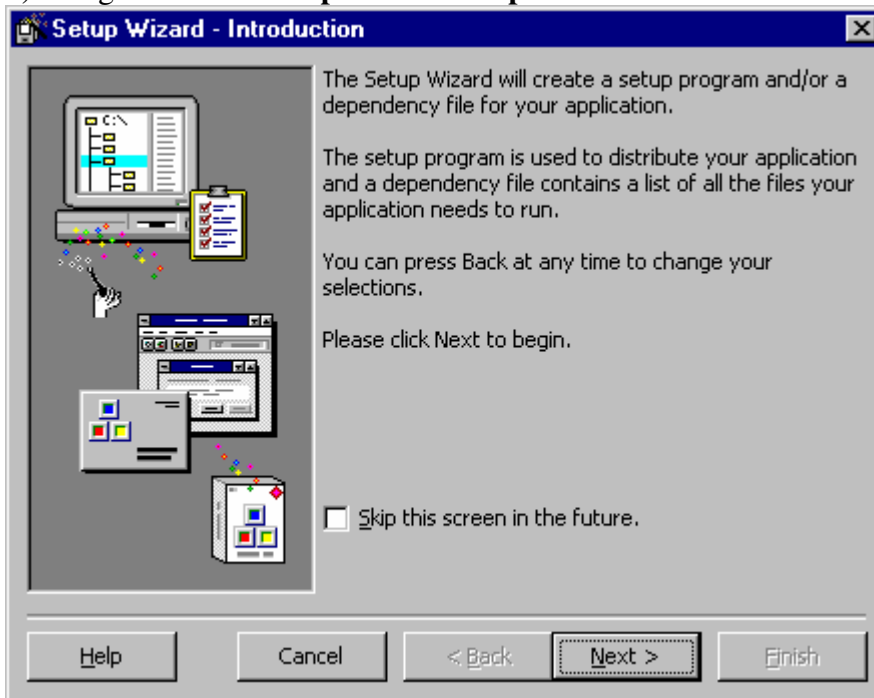 Setup Wizard - Introduction
The Setup Wizard will create a setup program and/or a
dependency file for your application.
The setup program is used to distribute your application
and a dependency file contains a list of all the files your
application needs to run.
You can press Back at any time to change your
selections.
Please click Next to begin.
C:\
Skip this screen in the future.
Help
Cancel
< Back
Next >
Finish